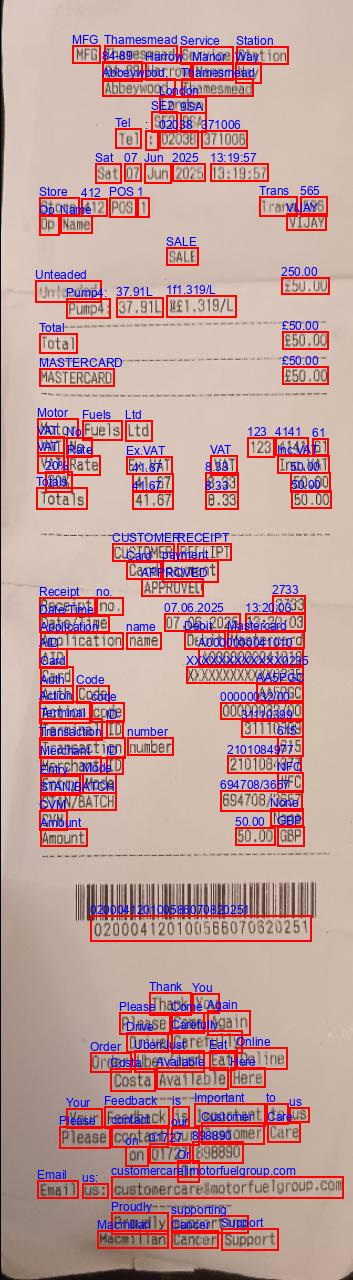 MFG Thamesmead Service Station
84-89 Harrow Manor Way
Abbeywood, Thamesmead
London
SE2 9SA
Tel : 02038 371006
Sat 07 Jun 2025 13:19:57
Store 412 POS 1 Trans 565
Op Name VIJAY
SALE
Unleaded £50.00
Pump4: 37.91L @£1.319/L
Total £50.00
MASTERCARD £50.00
Motor Fuels Ltd
VAT No. 123 4141 61
VAT Rate Ex.VAT VAT Inc.VAT
20% 41.67 8.33 50.00
Totals 41.67 8.33 50.00
CUSTOMER RECEIPT
Card payment
APPROVED
Receipt no. 2733
Date/Time 07.06.2025 13:20:03
Application name Debit Mastercard
AID A0000000041010
Card
Auth Code
Action code 00000032/00
Terminal ID 31110399
Transaction number 615
Merchant ID 2101084977
Entry Mode NFC
STAN/BATCH 694708/3667
CVM None
Amount 50.00 GBP
Thank You
Please Come Again
Drive Carefully
Order Uber/Just Eat Online
Costa Available Here
Your Feedback is Important to us
Please contact our Customer Care
on 01727 898890
Or
Email us: customercare@motorfuelgroup.com
Proudly supporting
Macmillan Cancer Support